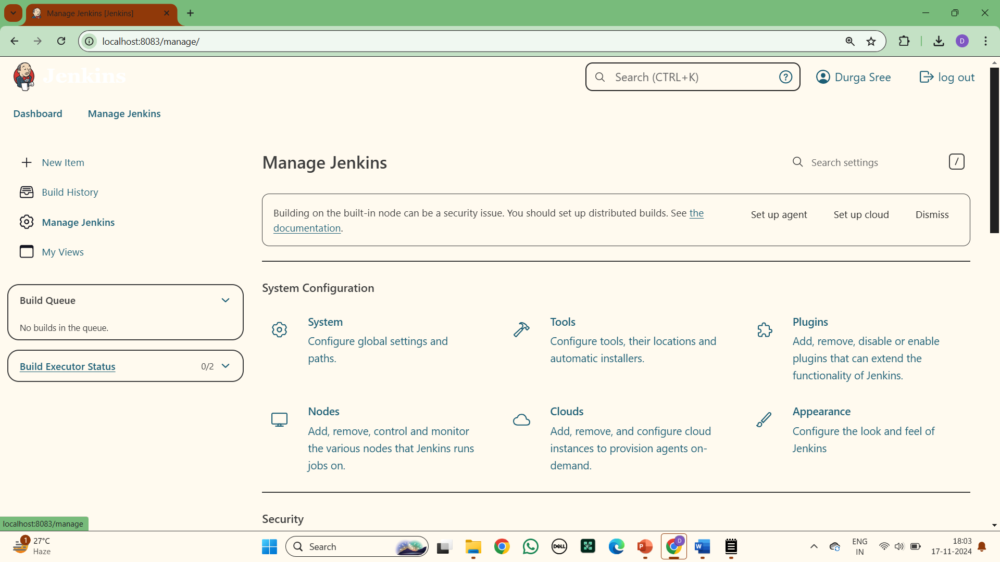 Manage Jenkins [Jenkins]
localhost:8083/manage/
D
Jenkins
Search (CTRL+K)
?
Durga Sree
log out
Dashboard
Manage Jenkins
New Item
Build History
Manage Jenkins
My Views
Build Queue
No builds in the queue.
Build Executor Status
0/2
Manage Jenkins
Search settings
/
Building on the built-in node can be a security issue. You should set up distributed builds. See the
documentation.
Set up agent
Set up cloud
Dismiss
System Configuration
System
Configure global settings and
paths.
Tools
Configure tools, their locations and
automatic installers.
Plugins
Add, remove, disable or enable
plugins that can extend the
functionality of Jenkins.
Nodes
Add, remove, control and monitor
the various nodes that Jenkins runs
jobs on.
Clouds
Add, remove, and configure cloud
instances to provision agents on-
demand.
Appearance
Configure the look and feel of
Jenkins
Security
localhost:8083/manage
1
27°C
Haze
Search
DELL
P
D
W
ENG
IN
18:03
17-11-2024